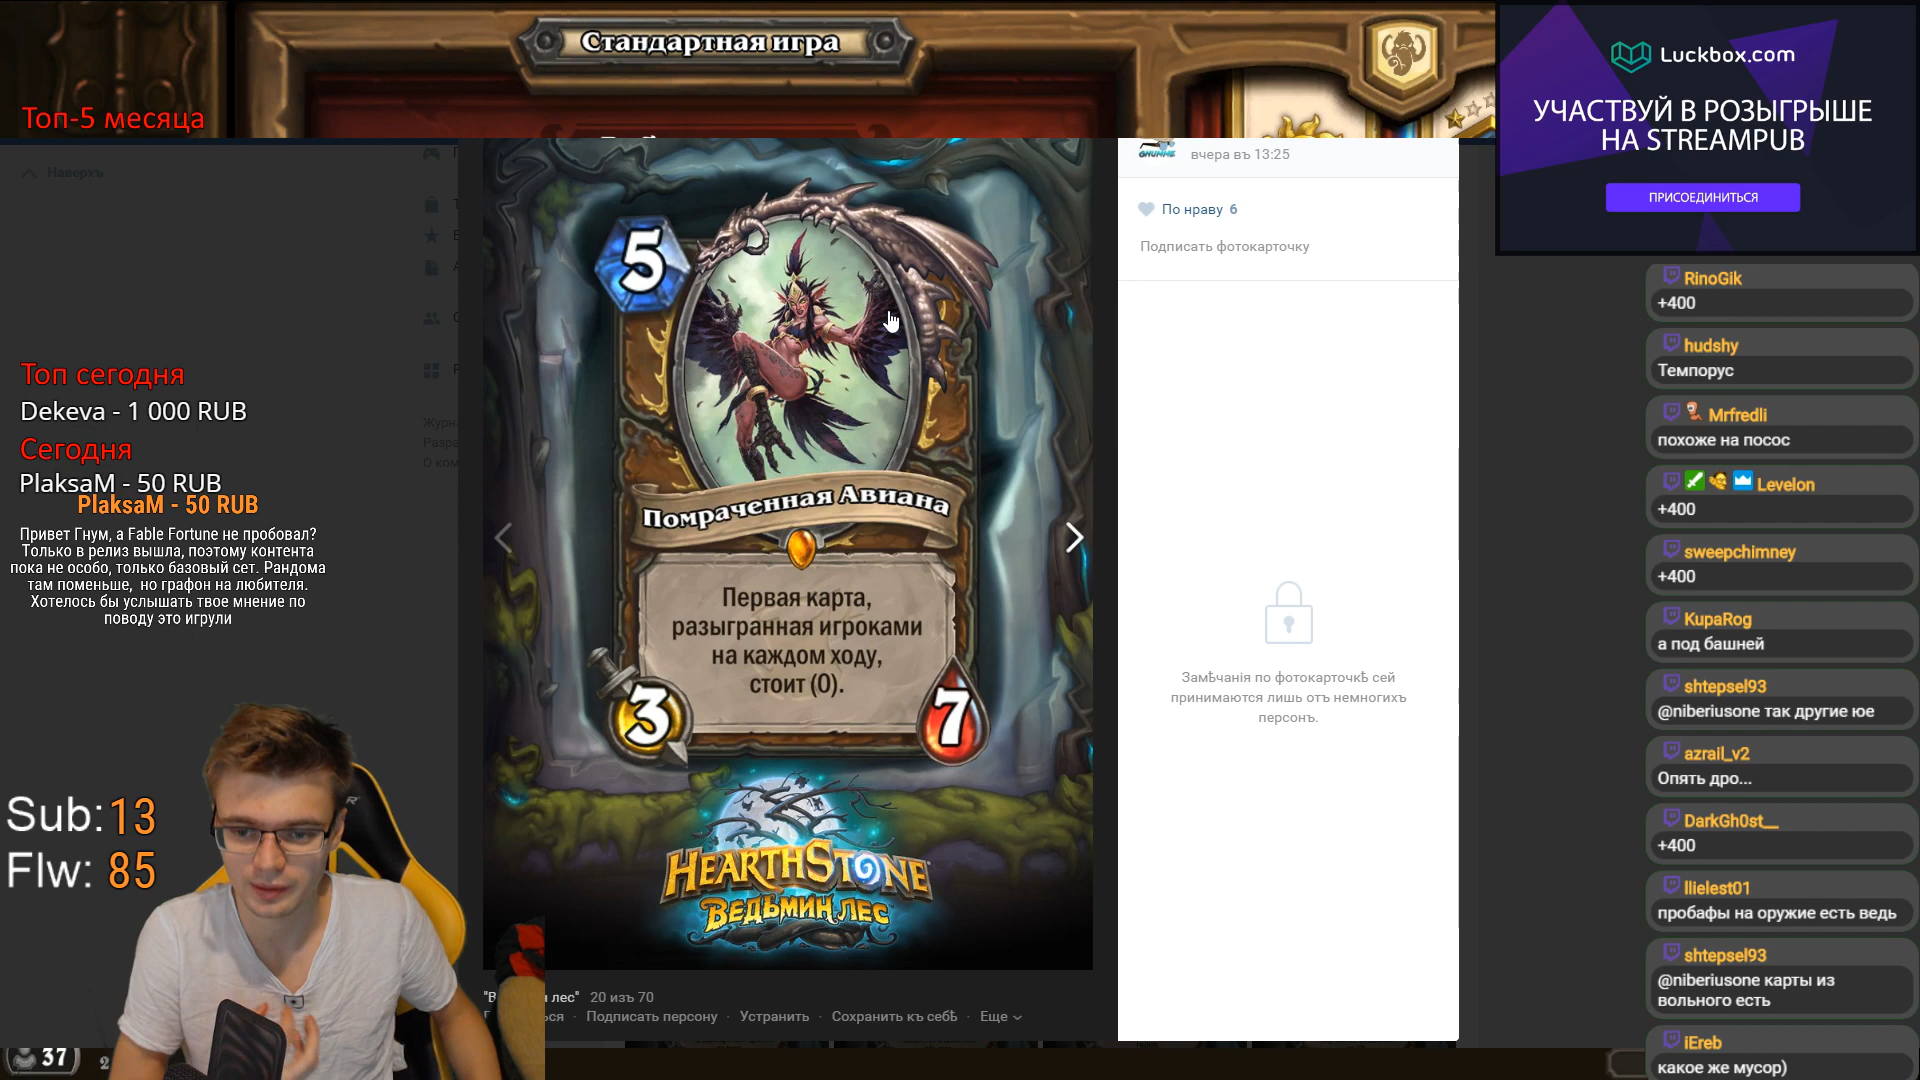 Стандартная игра
Топ-5 месяца
Наверхъ
Топ сегодня
Dekeva - 1 000 RUB
Сегодня
PlaksaM - 50 RUB
PlaksaM - 50 RUB
Привет Гнум, а Fable Fortune не пробовал?
Только в релиз вышла, поэтому контента
пока не особо, только базовый сет. Рандома
там поменьше, но графон на любителя.
Хотелось бы услышать твое мнение по
поводу это игрули
Sub: 13
Flw: 85
37
5
Помраченная Авиана
Первая карта,
разыгранная игроками
на каждом ходу,
стоит (0).
3
7
HEARTHSTONE
ВЕДЬМИН ЛЕС
лес" 20 изъ 70
Подписать персону · Устранить · Сохранить къ себѣ · Еще
GNUMME
вчера въ 13:25
По нраву 6
Подписать фотокарточку
Замѣчанія по фотокарточкѣ сей
принимаются лишь отъ немногихъ
персонъ.
Luckbox.com
УЧАСТВУЙ В РОЗЫГРЫШЕ
НА STREAMPUB
ПРИСОЕДИНИТЬСЯ
RinoGik
+400
hudshy
Темпорус
Mrfredli
похоже на посос
Levelon
+400
sweepchimney
+400
KupaRog
а под башней
shtepsel93
@niberiusone так другие юе
azrail_v2
Опять дро...
DarkGh0st__
+400
llielest01
пробафы на оружие есть ведь
shtepsel93
@niberiusone карты из
вольного есть
iEreb
какое же мусор)